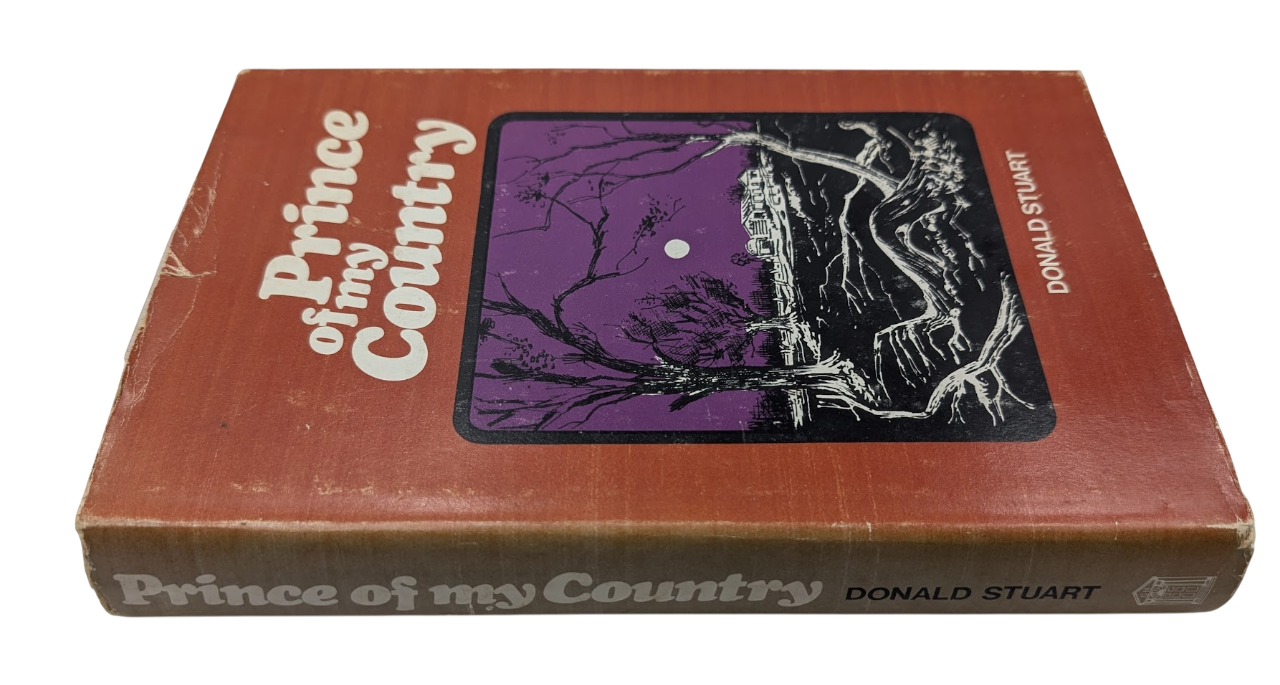 Prince
of my
Country
DONALD STUART
Prince of my Country DONALD STUART